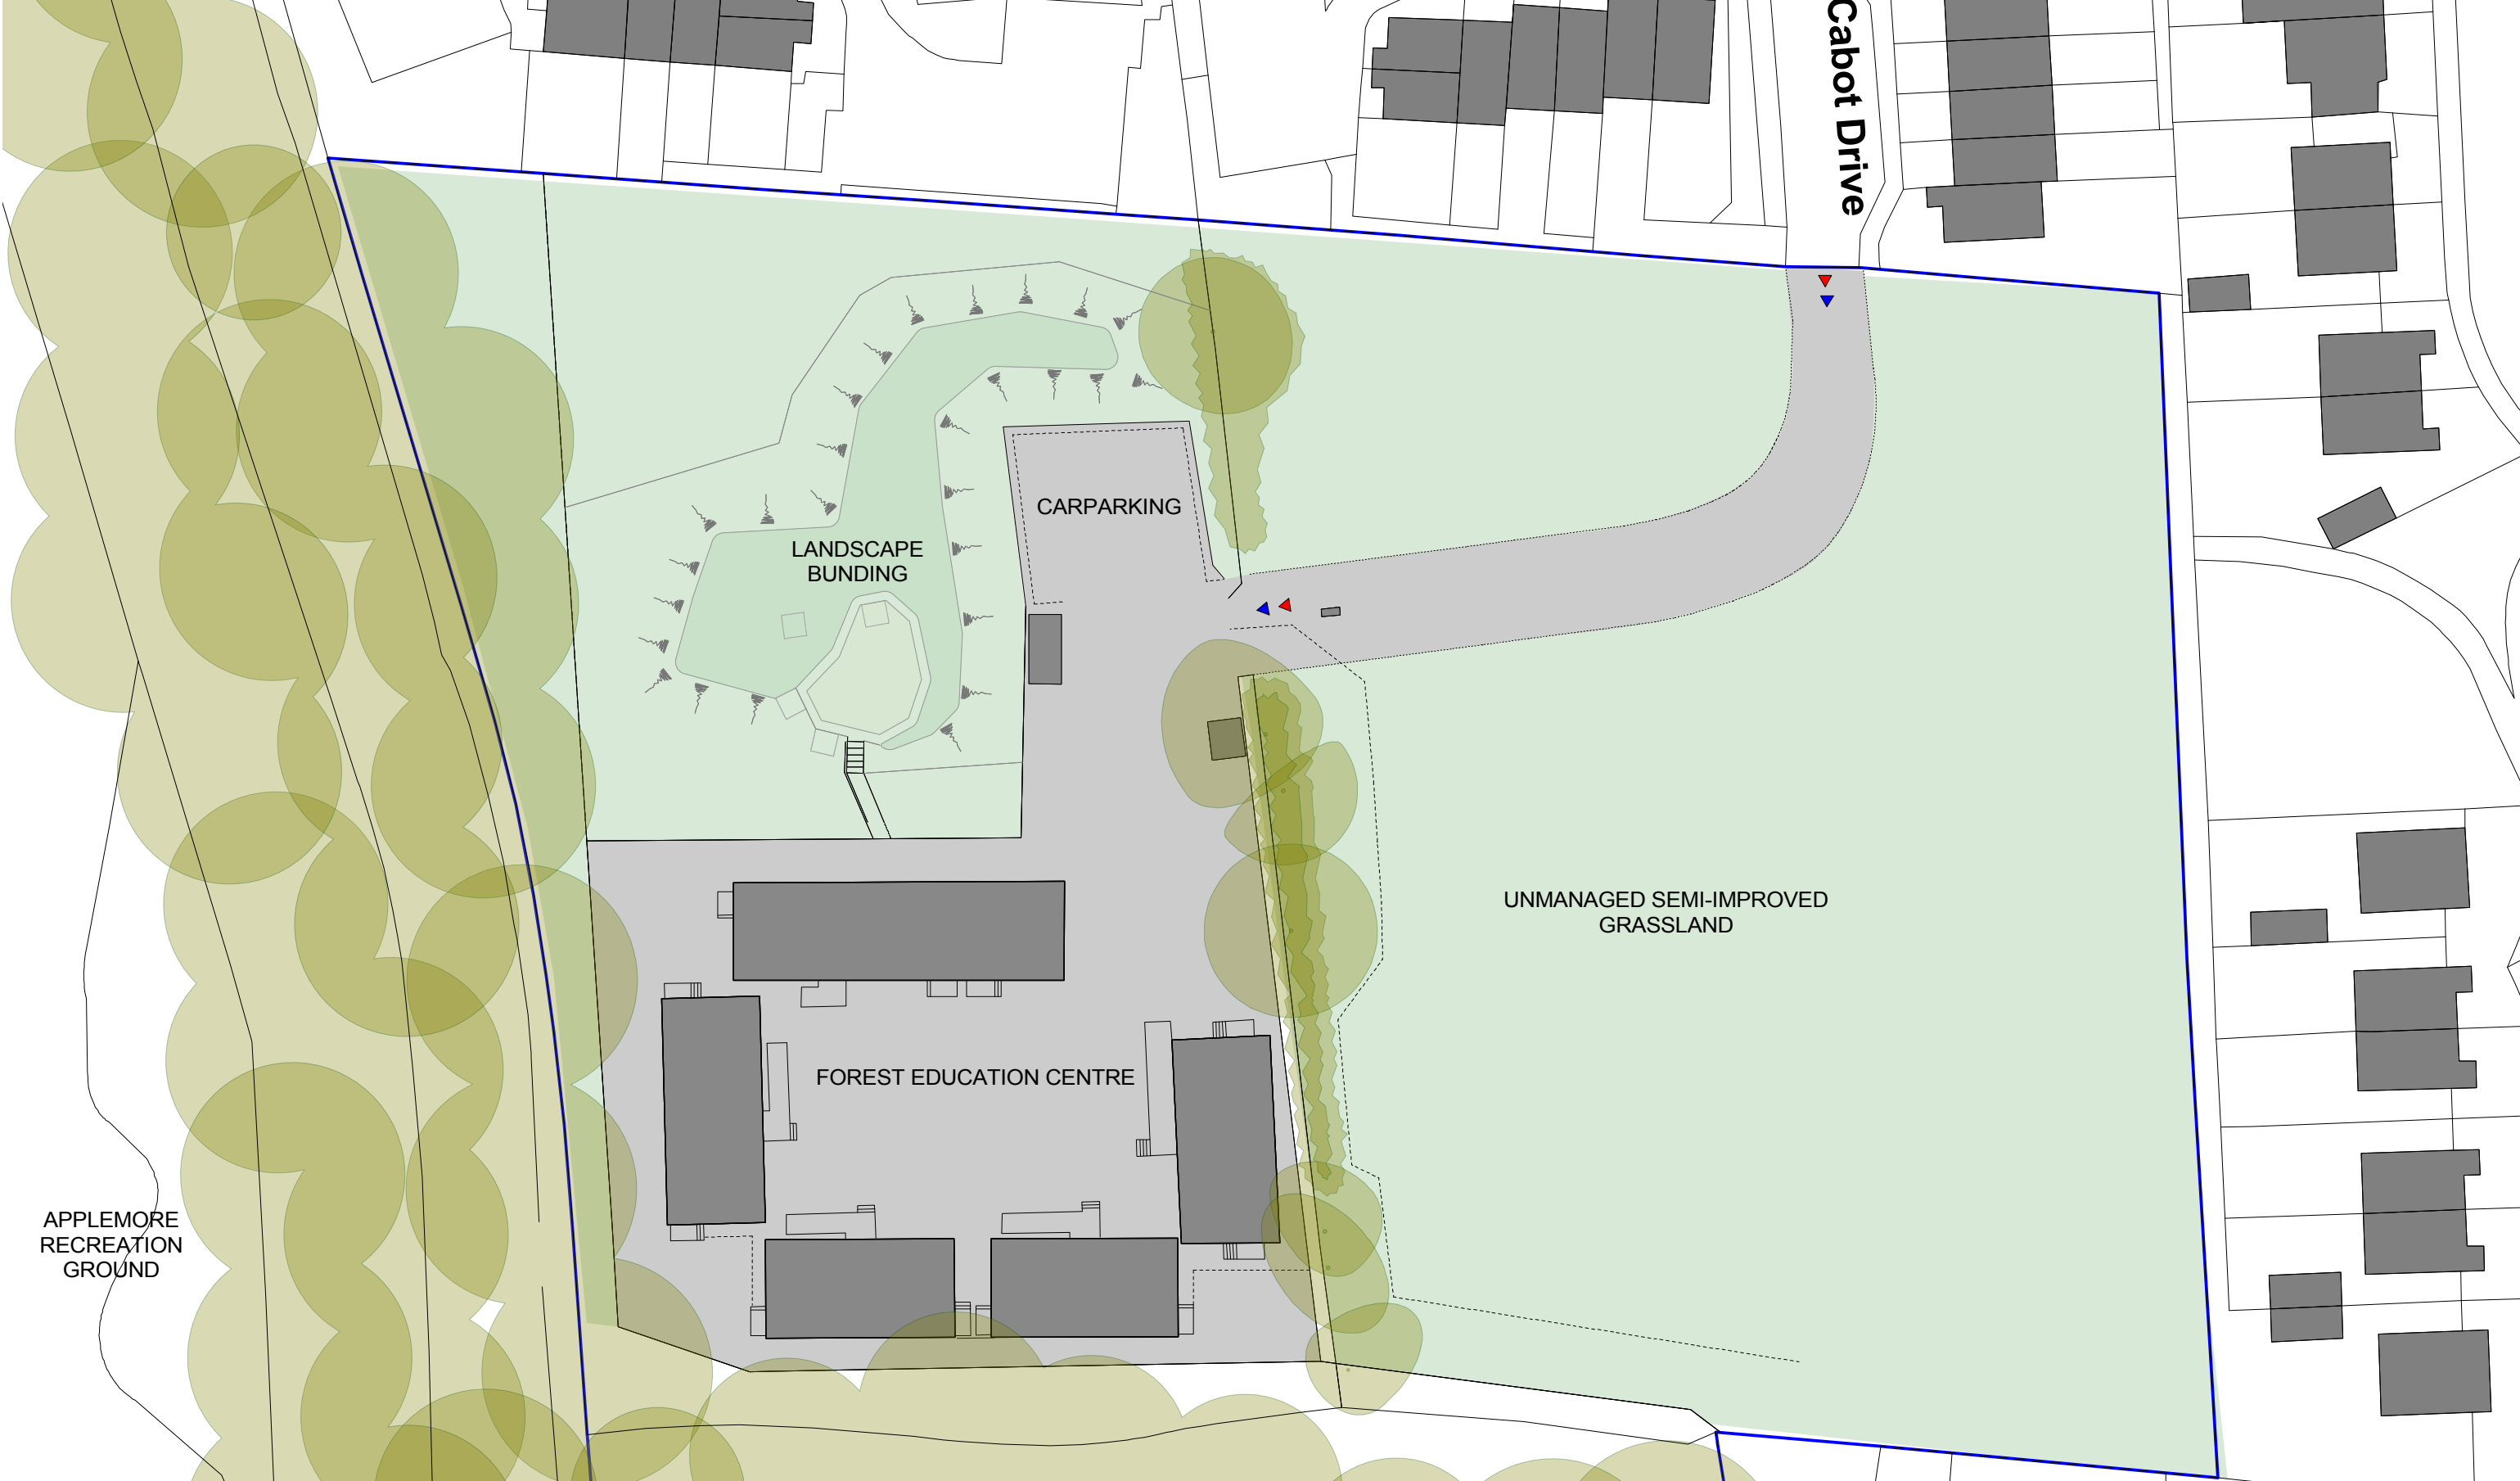 Cabot Drive
CARPARKING
LANDSCAPE
BUNDING
UNMANAGED SEMI-IMPROVED
GRASSLAND
FOREST EDUCATION CENTRE
APPLEMORE
RECREATION
GROUND